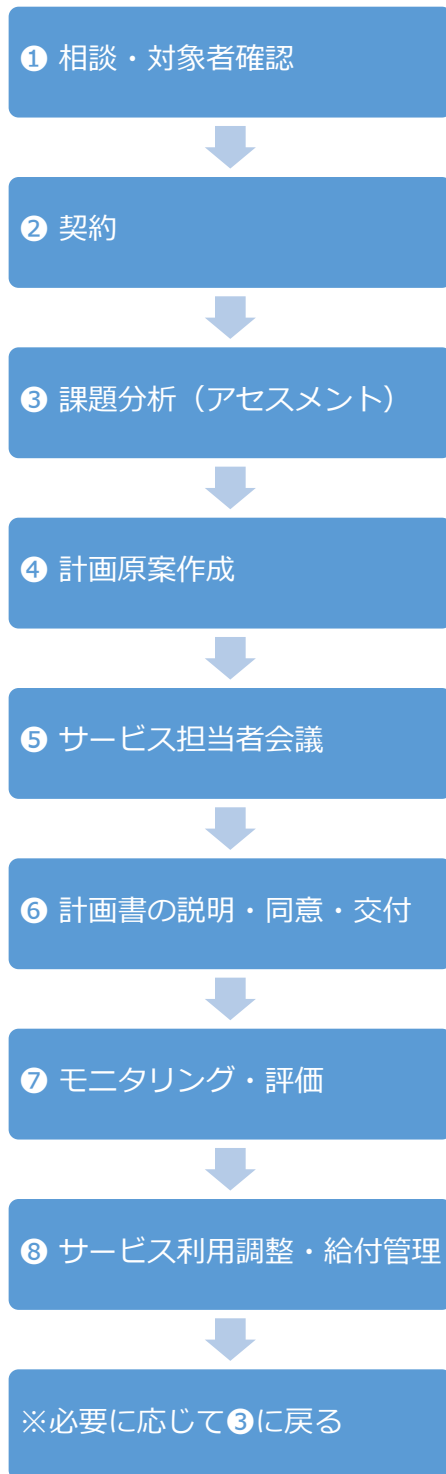 ❶ 相談・対象者確認
❷ 契約
❸ 課題分析（アセスメント）
❹ 計画原案作成
❺ サービス担当者会議
❻ 計画書の説明・同意・交付
❼ モニタリング・評価
❽ サービス利用調整・給付管理
※必要に応じて❸に戻る